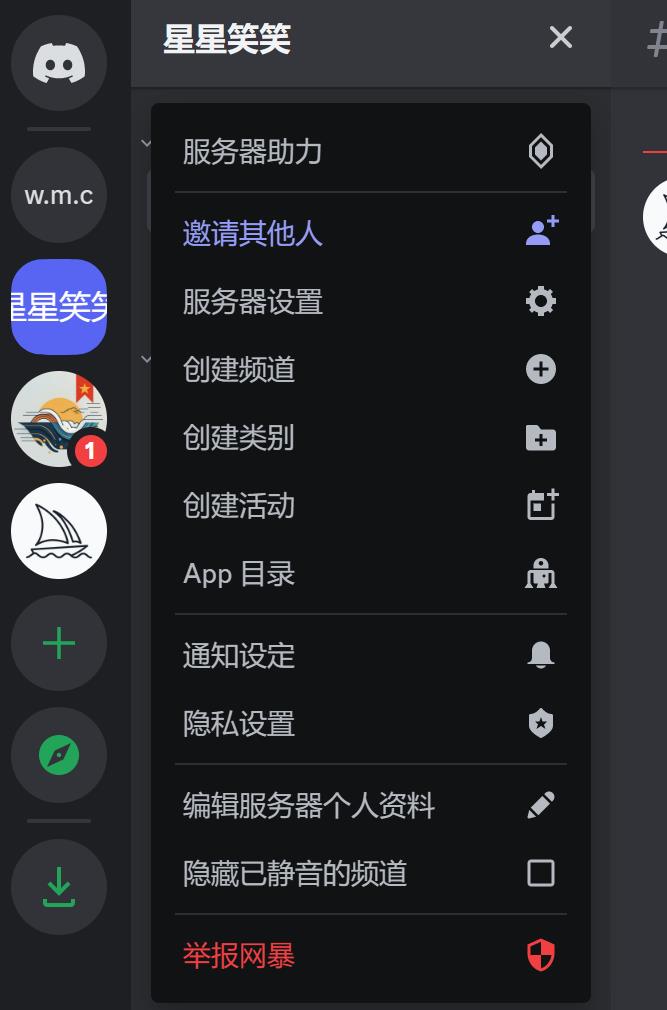 星星笑笑
#
w.m.c
星星笑笑
1
服务器助力
邀请其他人
服务器设置
创建频道
创建类别
创建活动
App 目录
通知设定
隐私设置
编辑服务器个人资料
隐藏已静音的频道
举报网暴